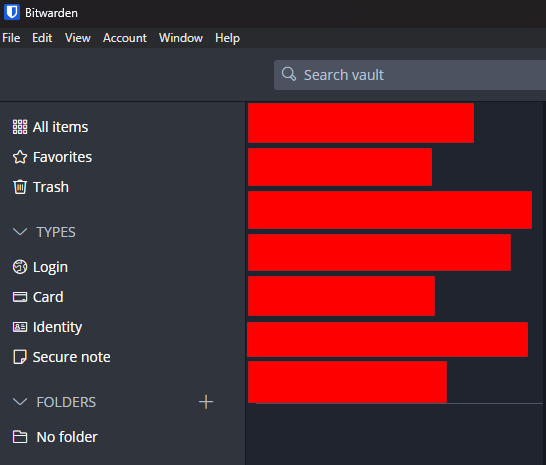 Bitwarden
File Edit View Account Window Help
Search vault
All items
Favorites
Trash
TYPES
Login
Card
Identity
Secure note
FOLDERS
No folder